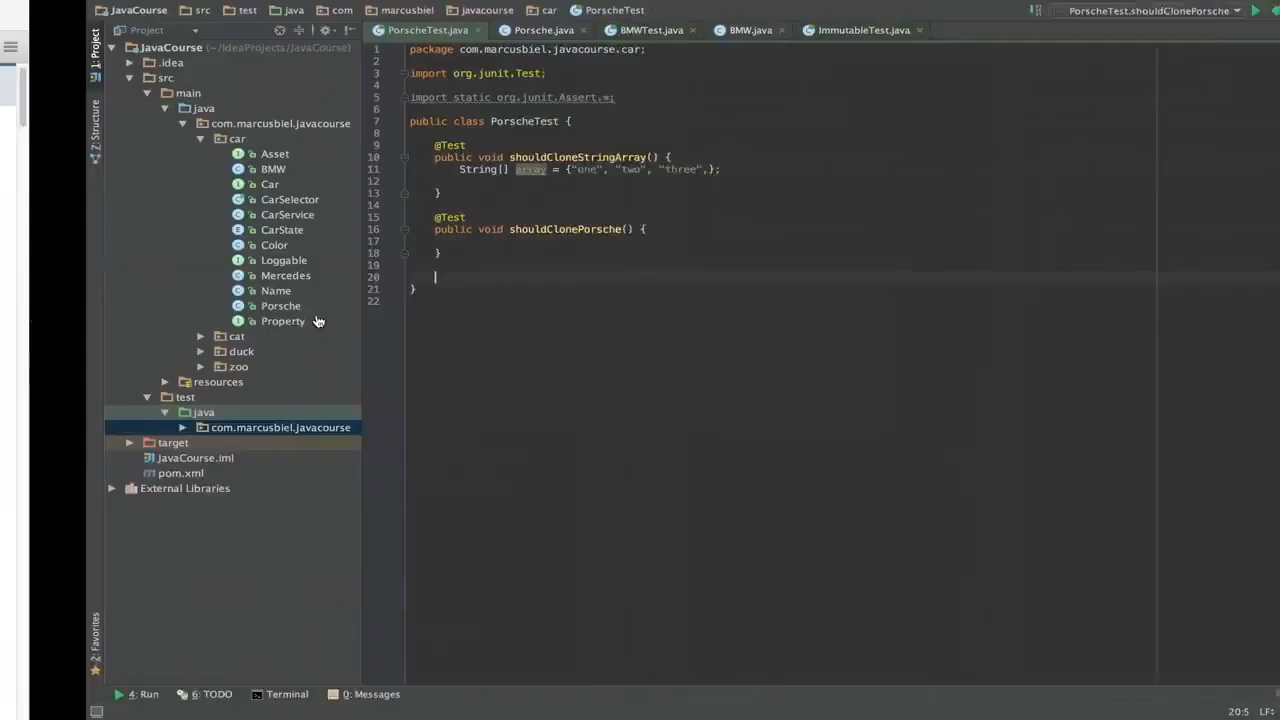 JavaCourse src test java com marcusbiel javacourse car PorscheTest
PorscheTest.shouldClonePorsche
Project
PorscheTest.java Porsche.java BMWTest.java BMW.java ImmutableTest.java
1: Project
Z: Structure
2: Favorites
JavaCourse (~/IdeaProjects/JavaCourse)
.idea
src
main
java
com.marcusbiel.javacourse
car
Asset
BMW
Car
CarSelector
CarService
CarState
Color
Loggable
Mercedes
Name
Porsche
Property
cat
duck
zoo
resources
test
java
com.marcusbiel.javacourse
target
JavaCourse.iml
pom.xml
External Libraries
1 package com.marcusbiel.javacourse.car;
2
3 import org.junit.Test;
4
5 import static org.junit.Assert.*;
6
7 public class PorscheTest {
8
9 @Test
10 public void shouldCloneStringArray() {
11 String[] array = {"one", "two", "three",};
12
13 }
14
15 @Test
16 public void shouldClonePorsche() {
17
18 }
19
20
21 }
22
4: Run 6: TODO Terminal 0: Messages
20:5 LF÷